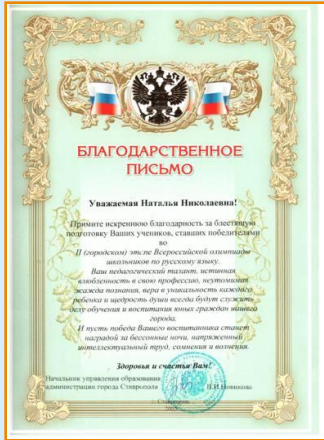 БЛАГОДАРСТВЕННОЕ
ПИСЬМО
Уважаемая Наталья Николаевна!
Примите искреннюю благодарность за блестящую
подготовку Ваших учеников, ставших победителями
во
II (городском) этапе Всероссийской олимпиады
школьников по русскому языку.
Ваш педагогический талант, истинная
влюбленность в свою профессию, неутомимая
жажда познания, вера в уникальность каждого
ребенка и щедрость души всегда будут служить
делу обучения и воспитания юных граждан нашего
города.
И пусть победа Вашего воспитанника станет
наградой за бессонные ночи, напряженный
интеллектуальный труд, сомнения и волнения.
Здоровья и счастья Вам!
Начальник управления образования
администрации города Ставрополя
Ставрополь